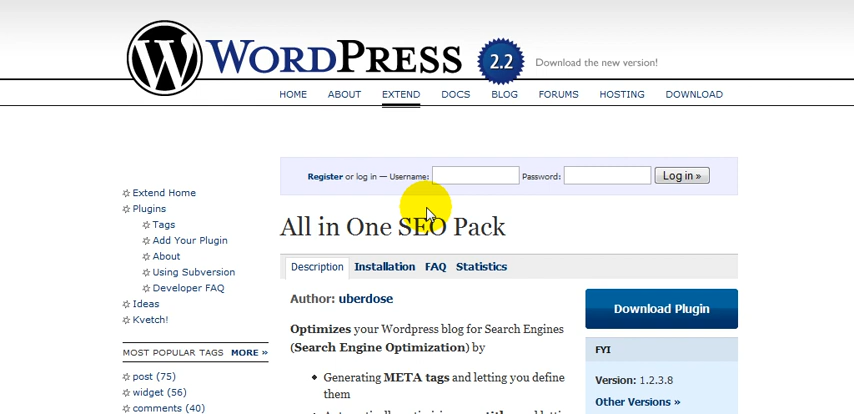 WORDPRESS
2.2
Download the new version!
HOME ABOUT EXTEND DOCS BLOG FORUMS HOSTING DOWNLOAD
Register or log in — Username: Password: Log in »
Extend Home
Plugins
Tags
Add Your Plugin
About
Using Subversion
Developer FAQ
Ideas
Kvetch!
MOST POPULAR TAGS MORE »
post (75)
widget (56)
comments (40)
All in One SEO Pack
Description Installation FAQ Statistics
Author: uberdose
Optimizes your Wordpress blog for Search Engines
(Search Engine Optimization) by
Generating META tags and letting you define
them
Download Plugin
FYI
Version: 1.2.3.8
Other Versions »